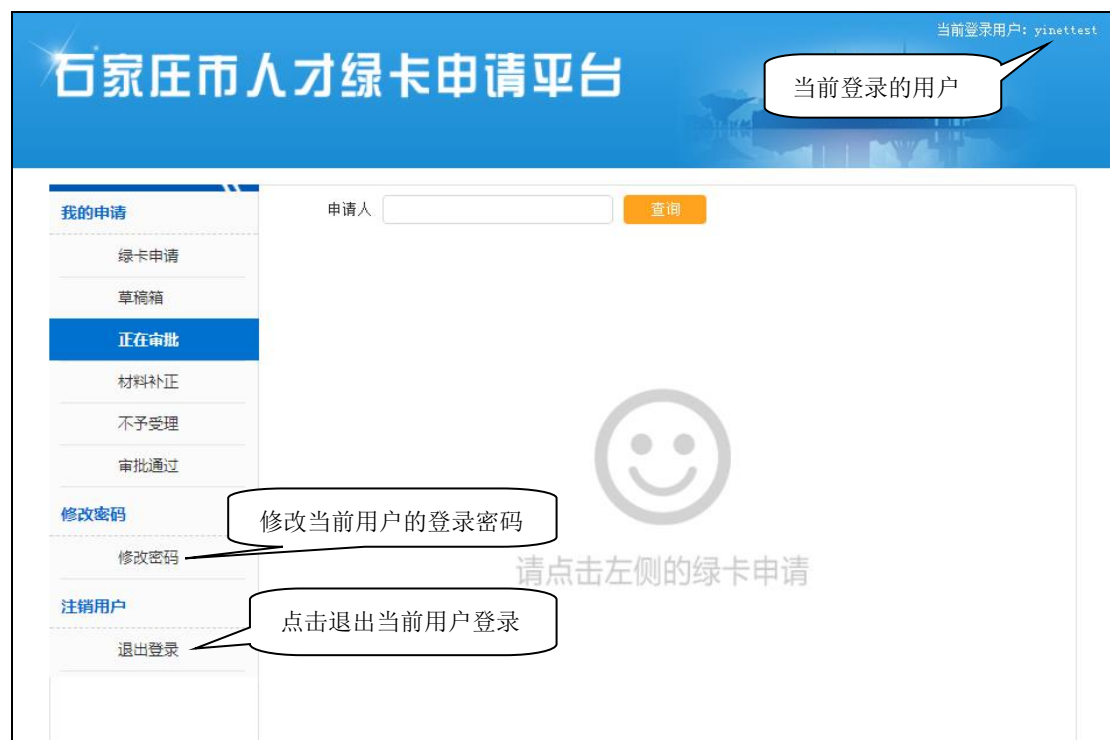 当前登录用户: yinettest
石家庄市人才绿卡申请平台
当前登录的用户
我的申请
申请人
查询
绿卡申请
草稿箱
正在审批
材料补正
不予受理
审批通过
修改密码
修改当前用户的登录密码
修改密码
请点击左侧的绿卡申请
注销用户
点击退出当前用户登录
退出登录